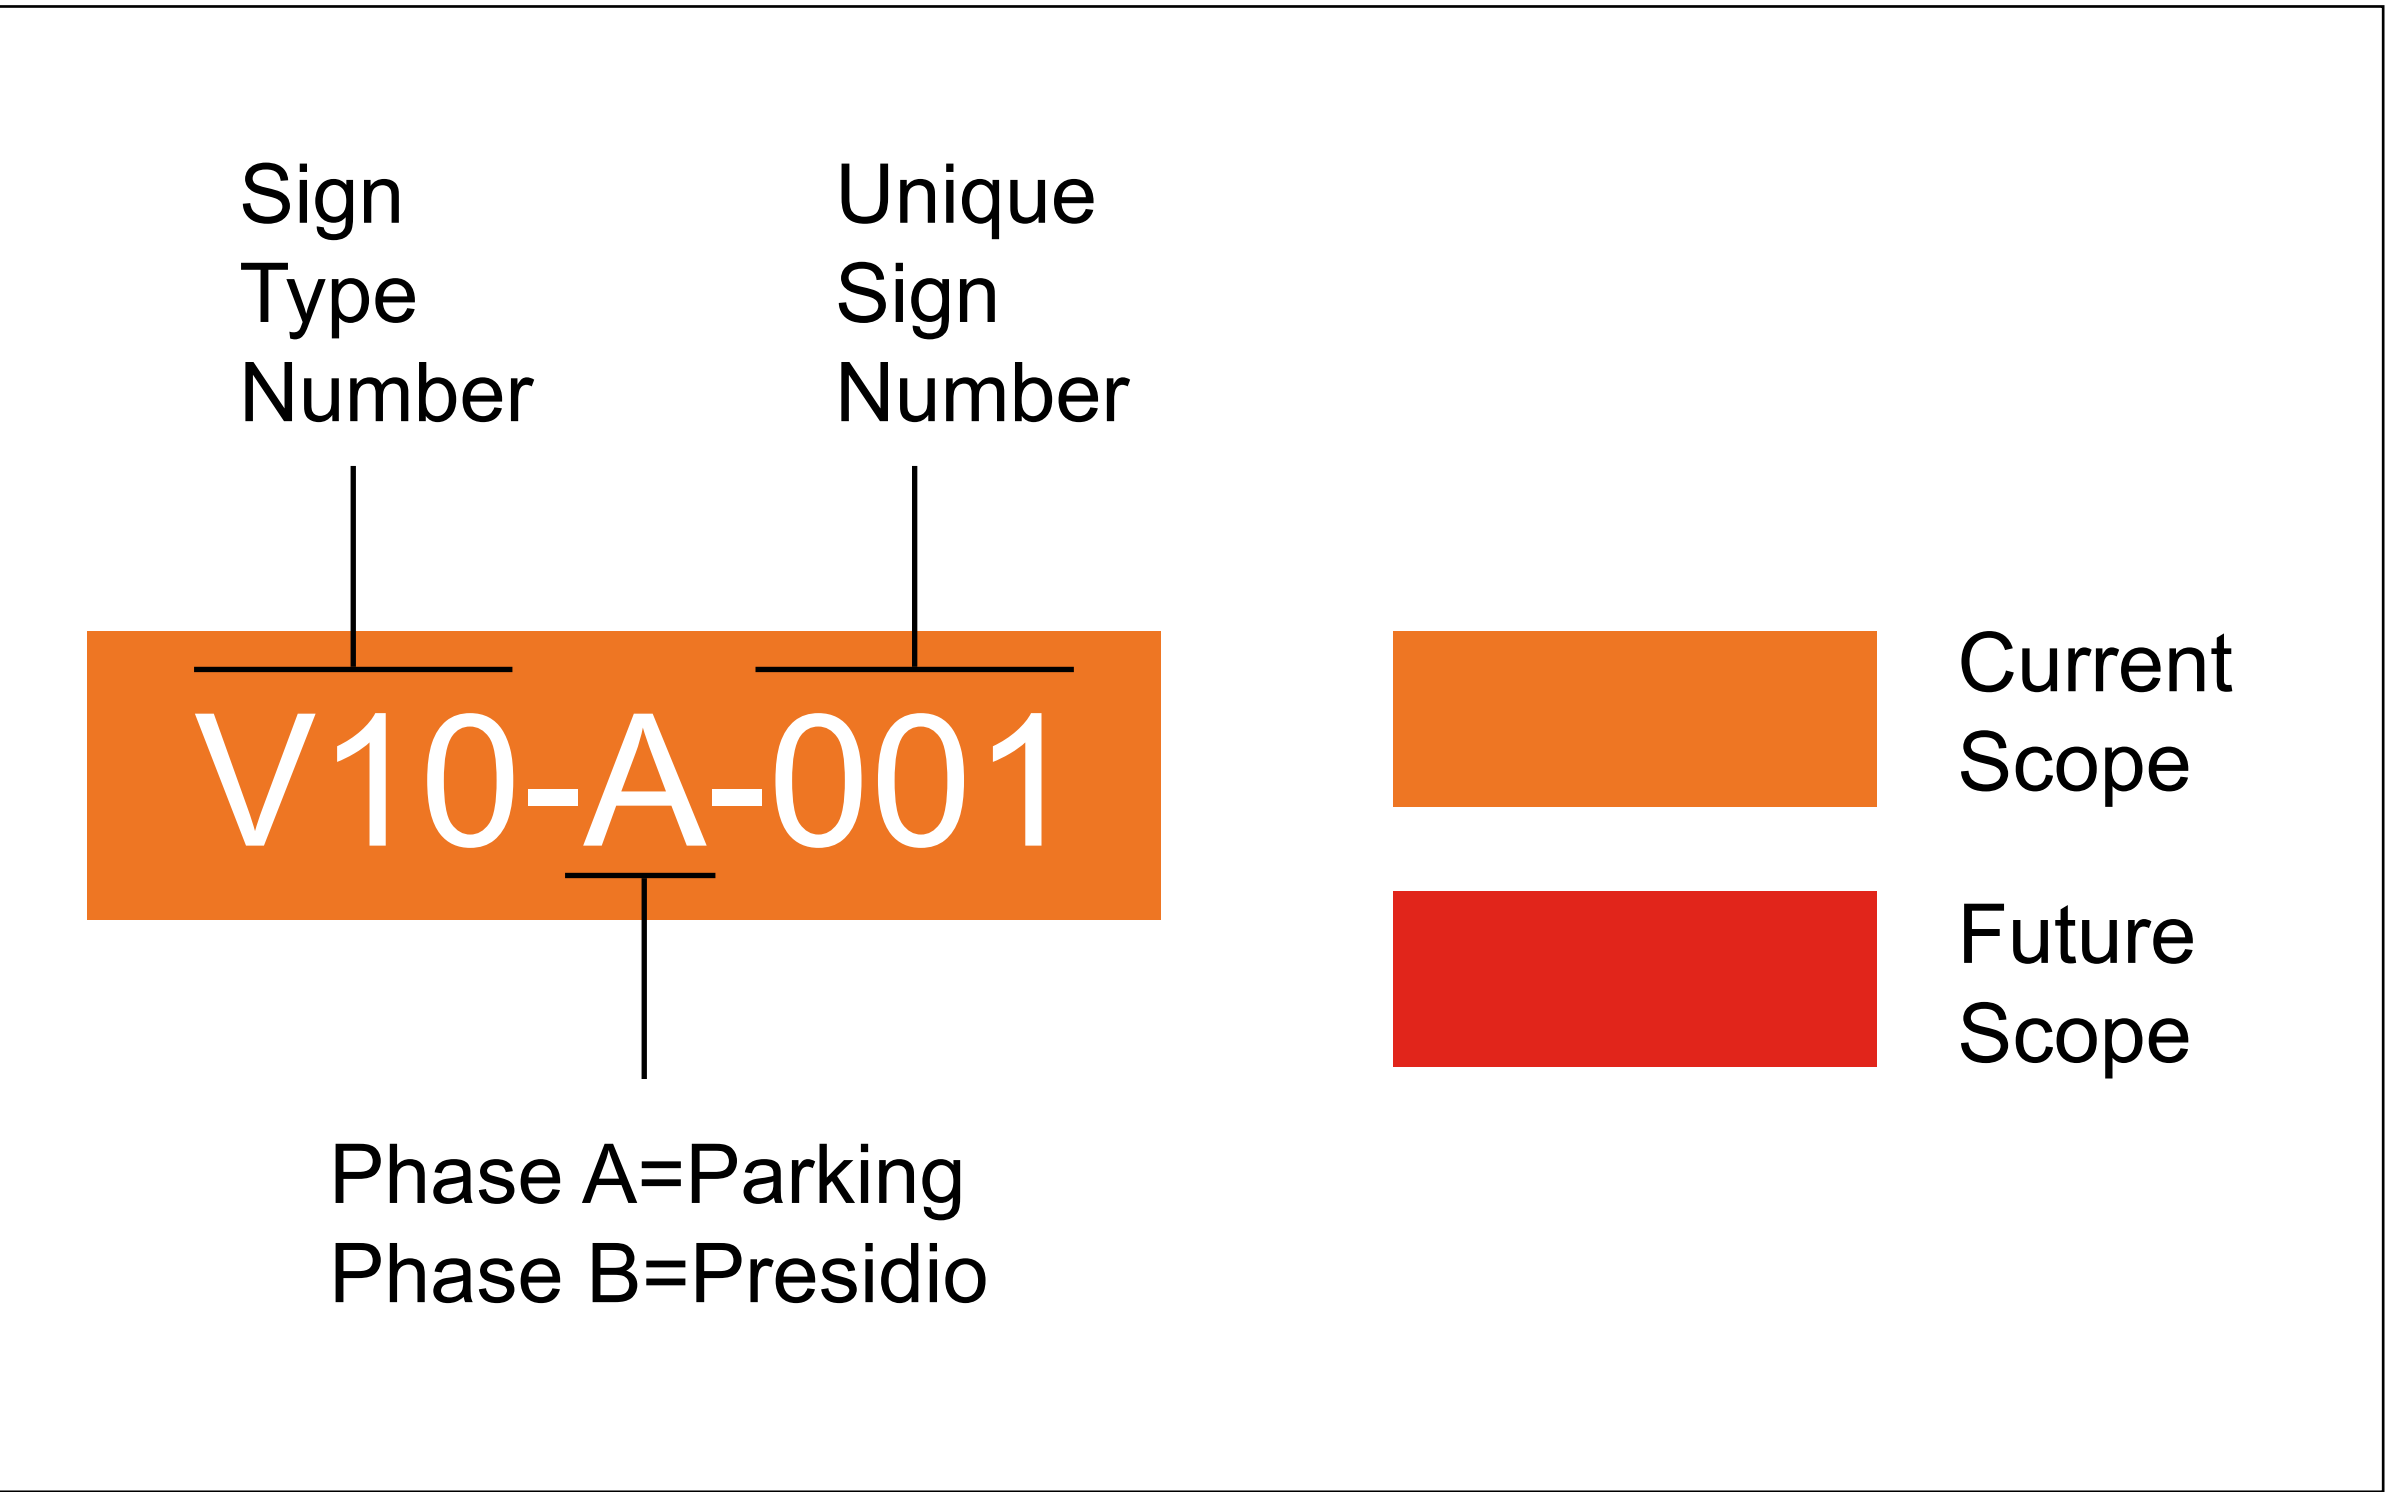 Sign
Type
Number
Unique
Sign
Number
V10-A-001
Phase A=Parking
Phase B=Presidio
Current
Scope
Future
Scope